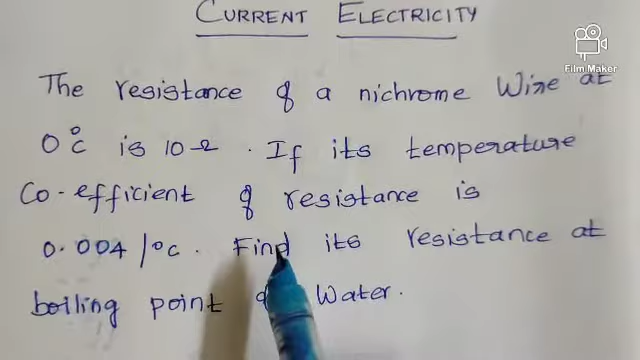 CURRENT ELECTRICITY
Film Maker
The resistance of a nichrome Wire at
0°C is 10Ω. If its temperature
Co-efficient of resistance is
0.004/°C. Find its resistance at
boiling point of Water.